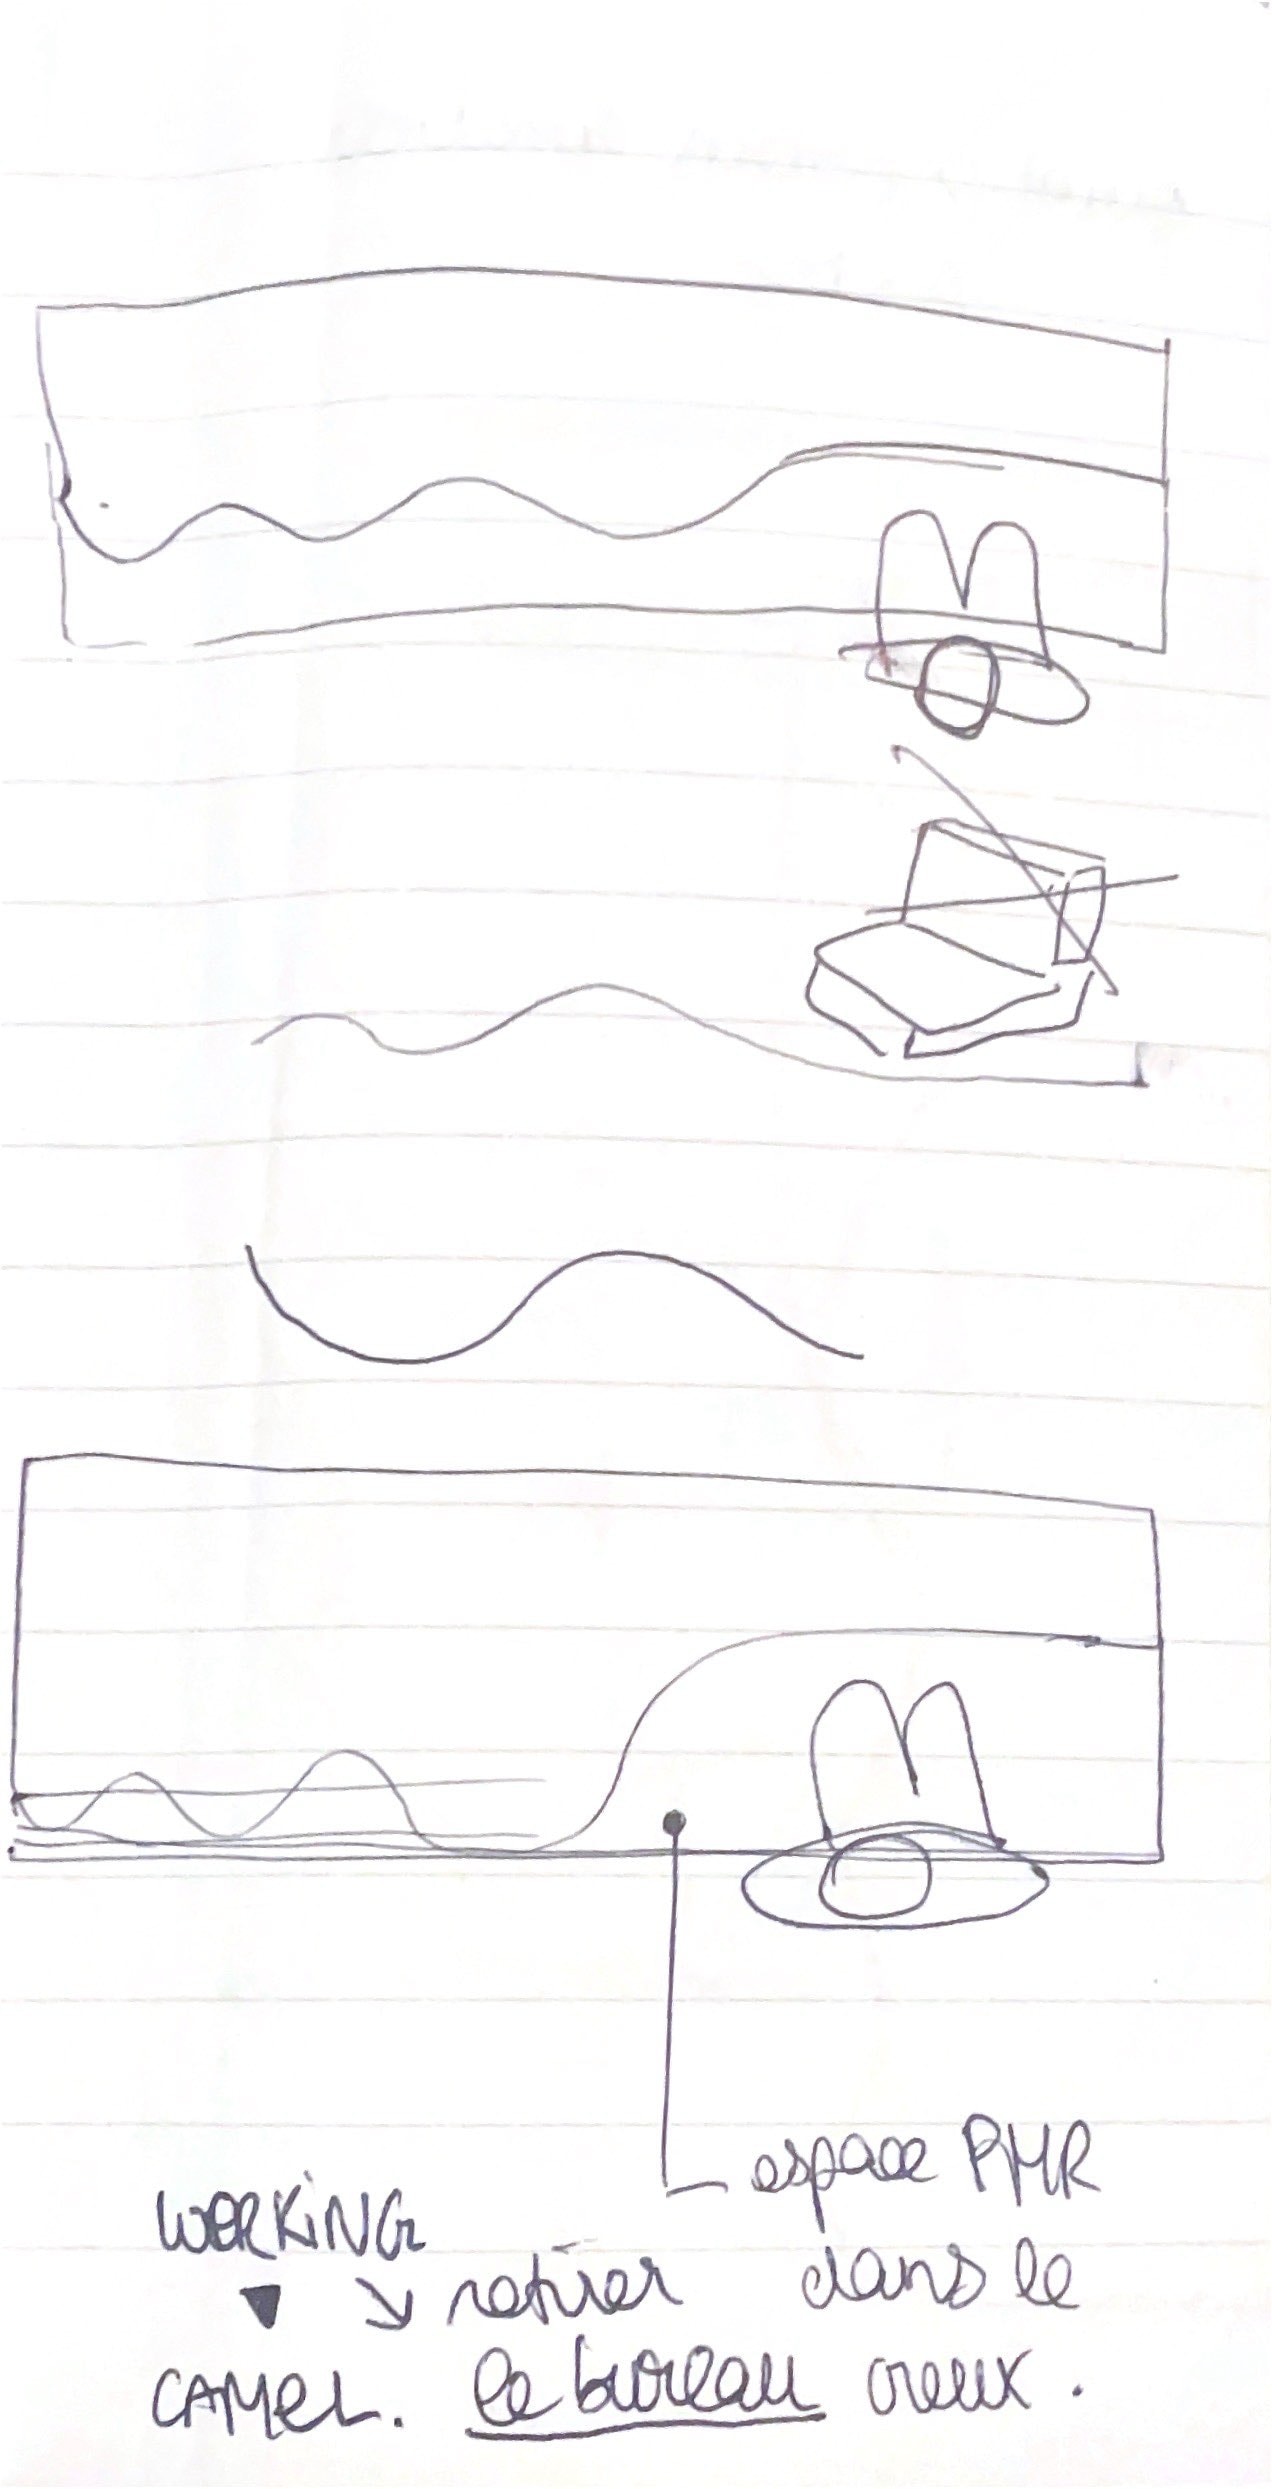 espace PMR
dans le
creux.
WORKING
▼ ↘ retirer
CAMEL. le bureau